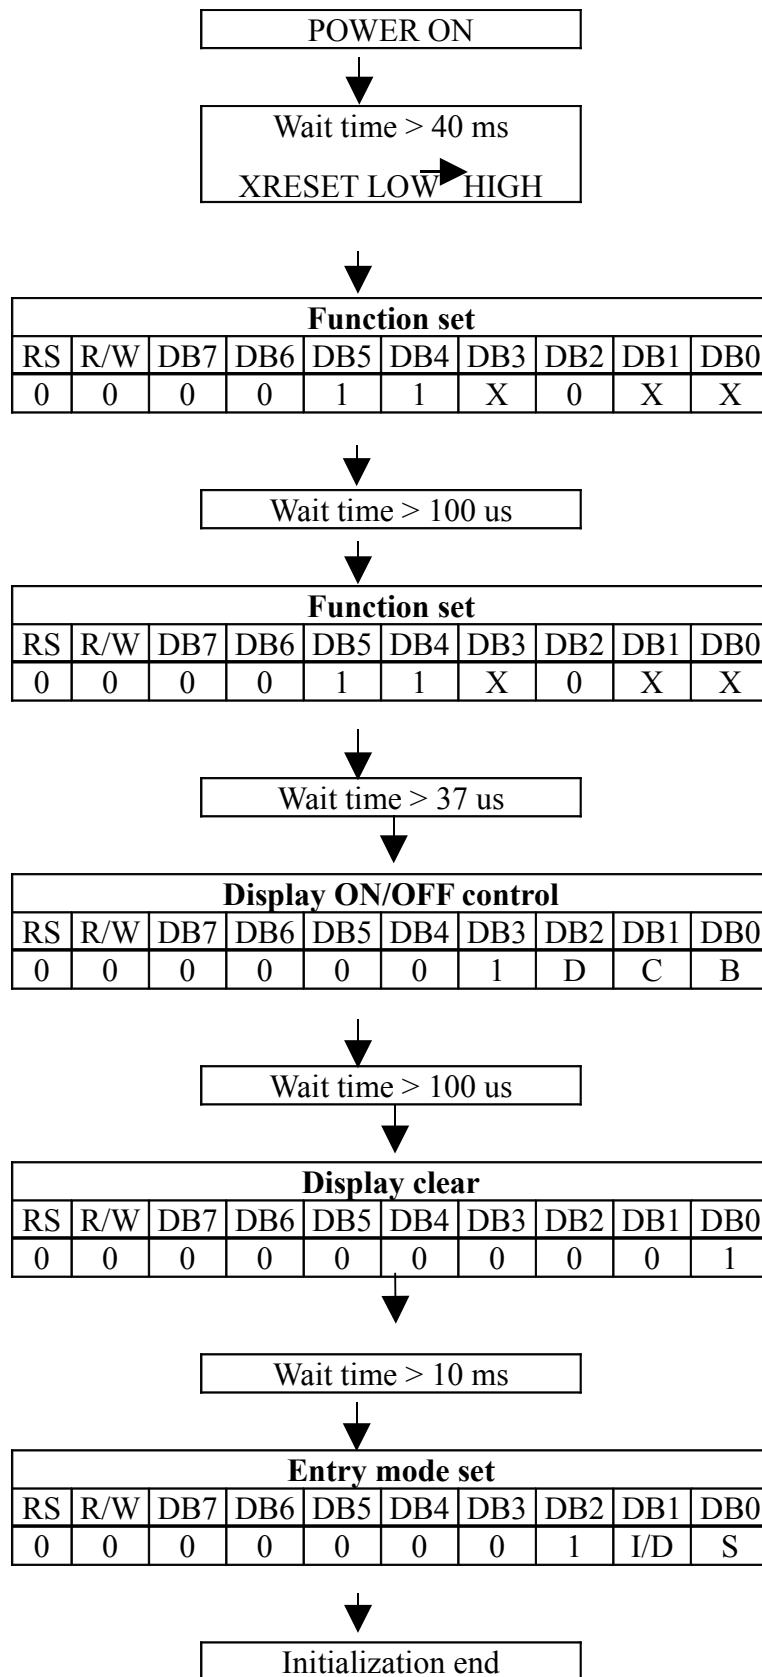 POWER ON
Wait time > 40 ms
XRESET LOW HIGH
Function set
RS R/W DB7 DB6 DB5 DB4 DB3 DB2 DB1 DB0
0 0 0 0 1 1 X 0 X X
Wait time > 100 us
Function set
RS R/W DB7 DB6 DB5 DB4 DB3 DB2 DB1 DB0
0 0 0 0 1 1 X 0 X X
Wait time > 37 us
Display ON/OFF control
RS R/W DB7 DB6 DB5 DB4 DB3 DB2 DB1 DB0
0 0 0 0 0 0 1 D C B
Wait time > 100 us
Display clear
RS R/W DB7 DB6 DB5 DB4 DB3 DB2 DB1 DB0
0 0 0 0 0 0 0 0 0 1
Wait time > 10 ms
Entry mode set
RS R/W DB7 DB6 DB5 DB4 DB3 DB2 DB1 DB0
0 0 0 0 0 0 0 1 I/D S
Initialization end